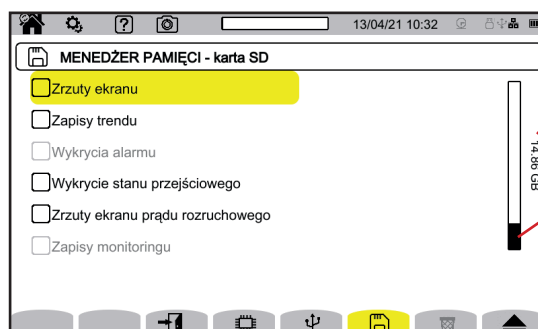 13/04/21 10:32
MENEDŻER PAMIĘCI - karta SD
Zrzuty ekranu
Zapisy trendu
Wykrycia alarmu
Wykrycie stanu przejściowego
Zrzuty ekranu prądu rozruchowego
Zapisy monitoringu
14.86 GB